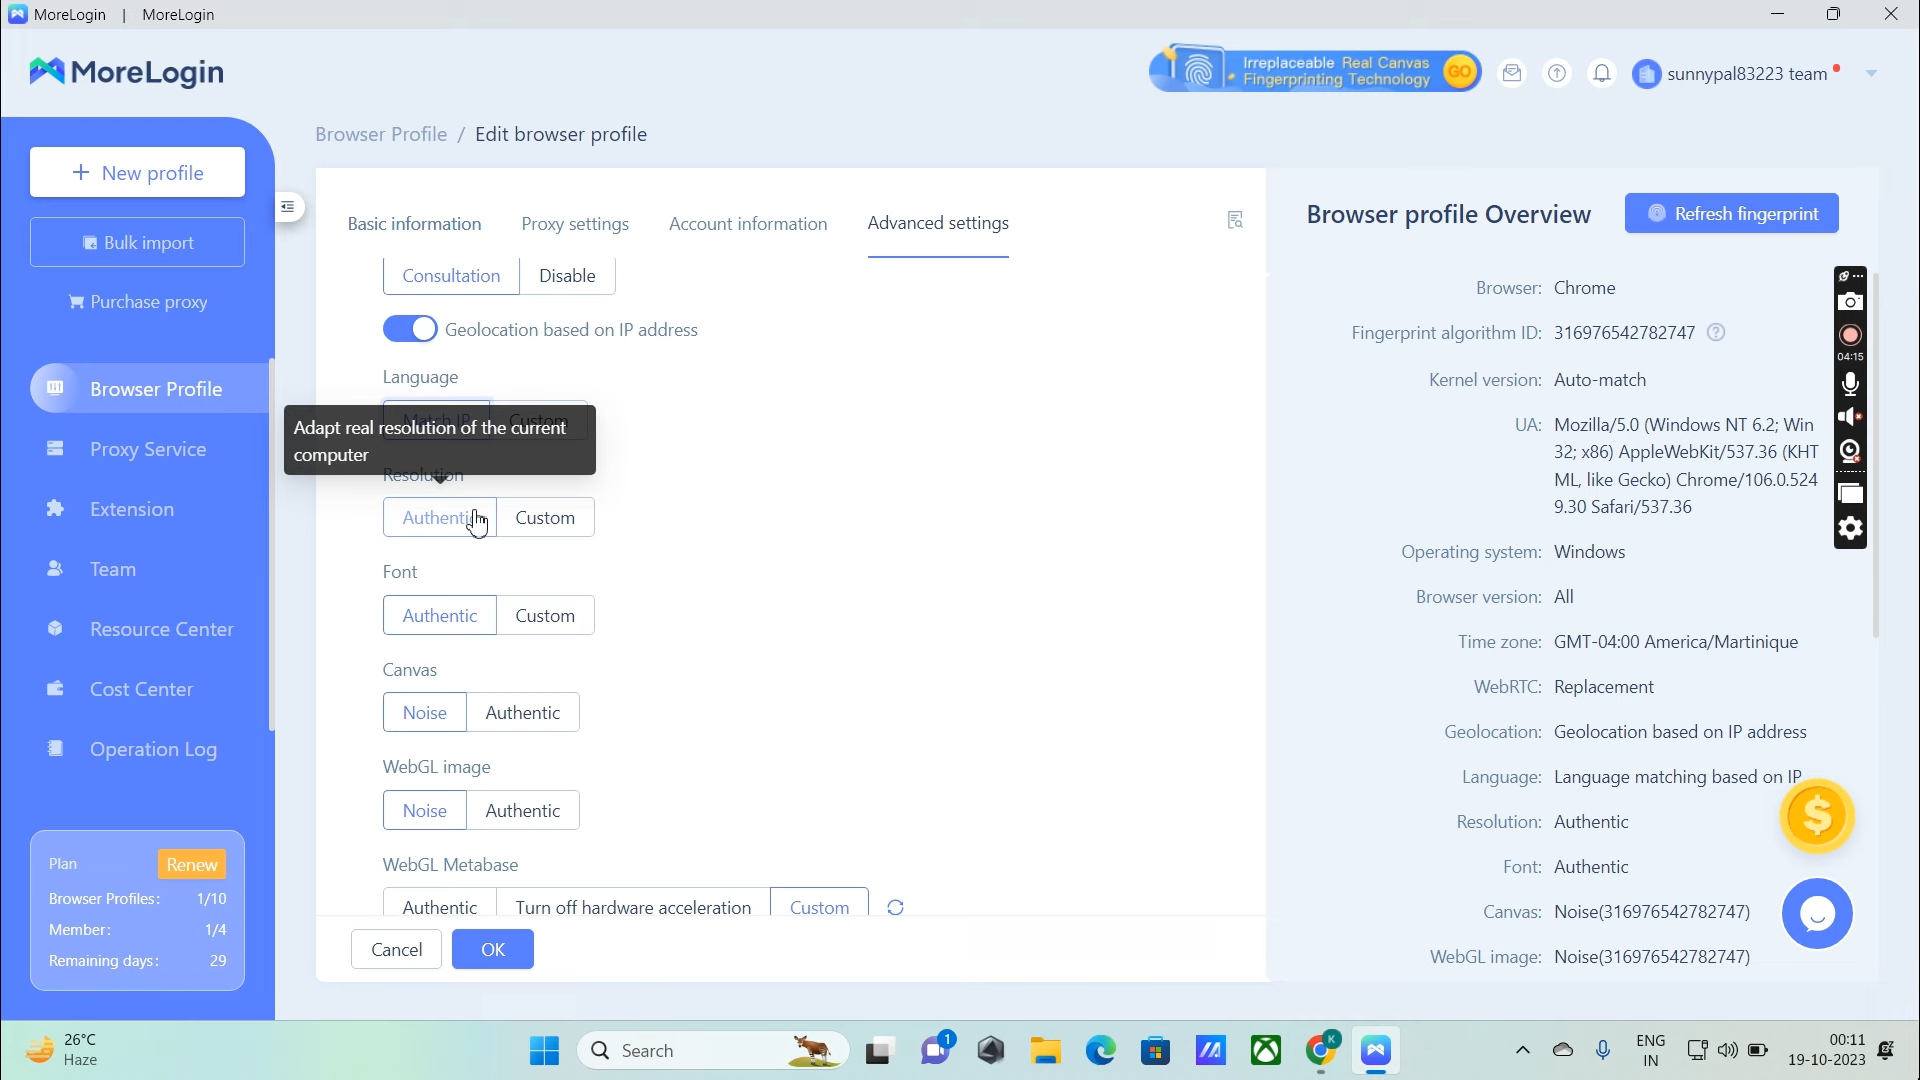 MoreLogin | MoreLogin
MoreLogin
Irreplaceable Real Canvas
Fingerprinting Technology
GO
sunnypal83223 team
+ New profile
Bulk import
Purchase proxy
Browser Profile
Proxy Service
Extension
Team
Resource Center
Cost Center
Operation Log
Plan
Renew
Browser Profiles: 1/10
Member: 1/4
Remaining days: 29
Browser Profile / Edit browser profile
Basic information
Proxy settings
Account information
Advanced settings
Consultation
Disable
Geolocation based on IP address
Language
Match IP
Custom
Adapt real resolution of the current
computer
Resolution
Authentic
Custom
Font
Authentic
Custom
Canvas
Noise
Authentic
WebGL image
Noise
Authentic
WebGL Metabase
Authentic
Turn off hardware acceleration
Custom
Cancel
OK
Browser profile Overview
Refresh fingerprint
Browser: Chrome
Fingerprint algorithm ID: 316976542782747
Kernel version: Auto-match
UA: Mozilla/5.0 (Windows NT 6.2; Win
32; x86) AppleWebKit/537.36 (KHT
ML, like Gecko) Chrome/106.0.524
9.30 Safari/537.36
Operating system: Windows
Browser version: All
Time zone: GMT-04:00 America/Martinique
WebRTC: Replacement
Geolocation: Geolocation based on IP address
Language: Language matching based on IP
Resolution: Authentic
Font: Authentic
Canvas: Noise(316976542782747)
WebGL image: Noise(316976542782747)
04:15
26°C
Haze
Search
1
K
ENG
IN
00:11
19-10-2023